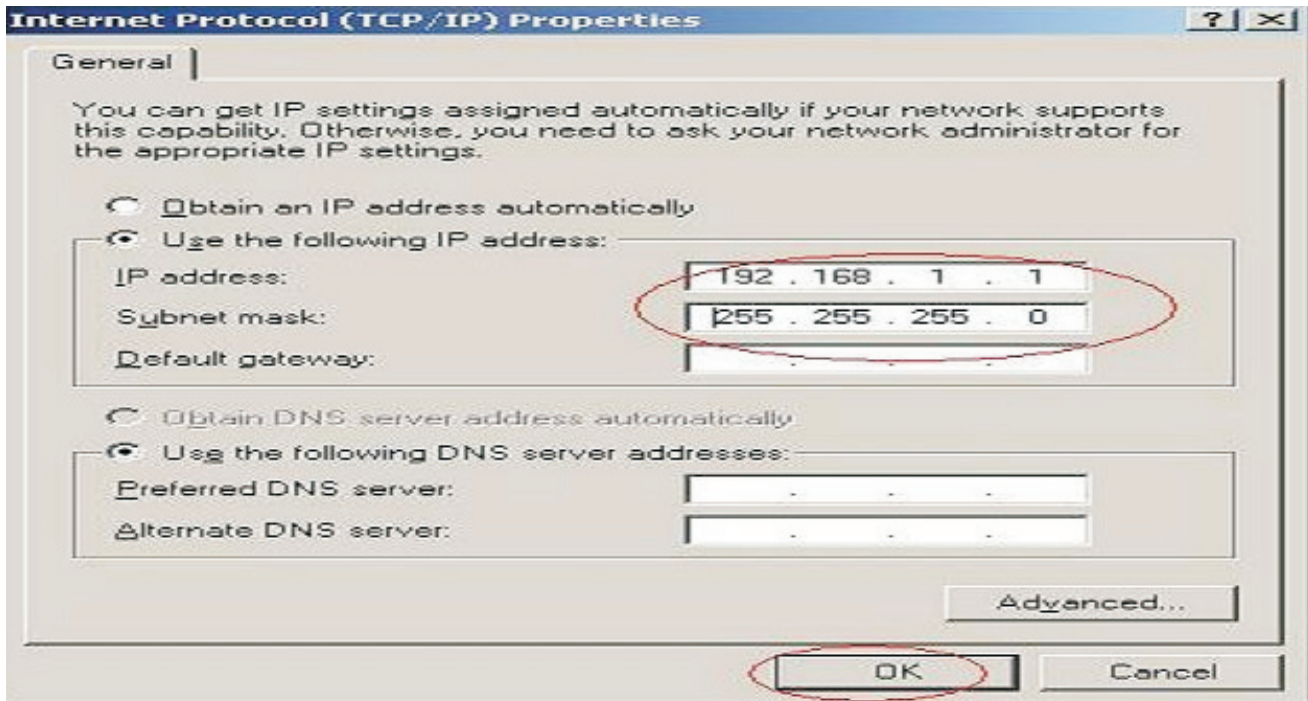 Internet Protocol (TCP/IP) Properties
General
You can get IP settings assigned automatically if your network supports
this capability. Otherwise, you need to ask your network administrator for
the appropriate IP settings.
Obtain an IP address automatically
Use the following IP address:
IP address: 192 . 168 . 1 . 1
Subnet mask: 255 . 255 . 255 . 0
Default gateway: . . .
Obtain DNS server address automatically
Use the following DNS server addresses:
Preferred DNS server: . . .
Alternate DNS server: . . .
Advanced...
OK Cancel